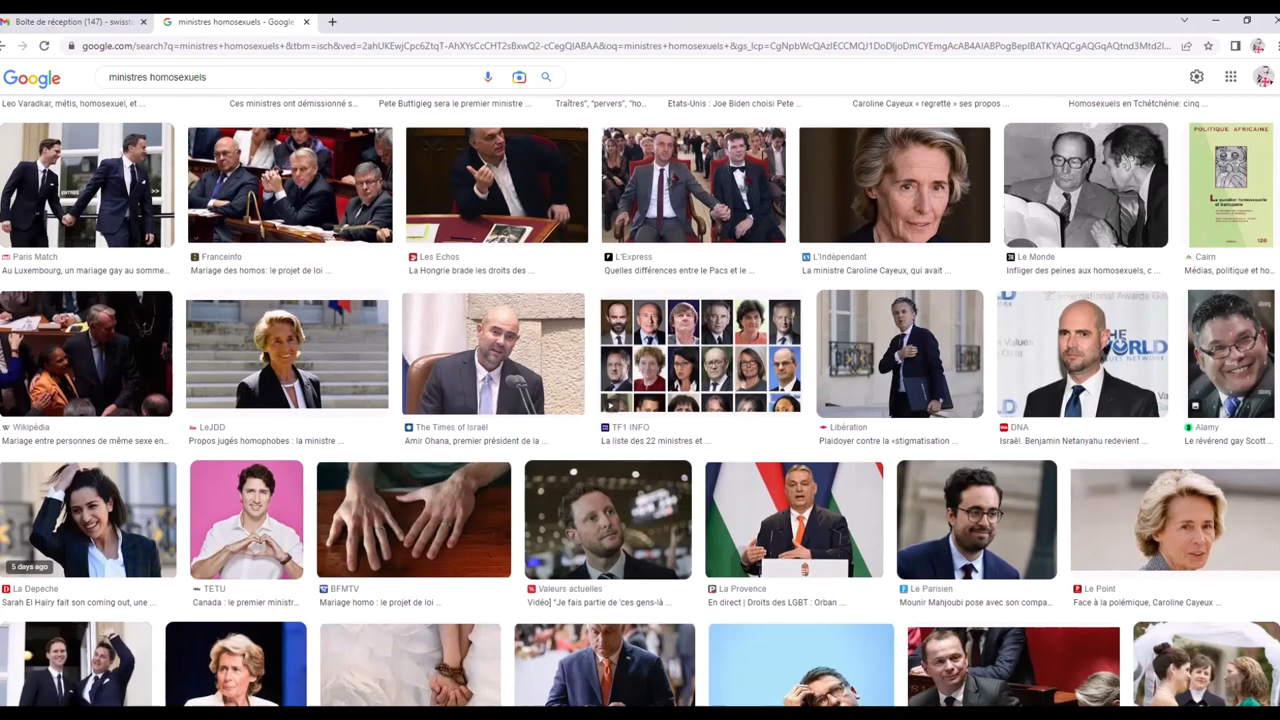 Boîte de réception (147) - swisst
ministres homosexuels - Google
google.com/search?q=ministres+homosexuels+&tbm=isch&ved=
Google
ministres homosexuels
Leo Varadkar, métis, homosexuel, et ...
Ces ministres ont démissionné s...
Pete Buttigieg sera le premier ministre ...
Traîtres", "pervers", "ho...
Etats-Unis : Joe Biden choisi Pete ...
Caroline Cayeux « regrette » ses propos ...
Homosexuels en Tchétchénie: cinq ...
POLITIQUE AFRICAINE
Paris Match
Au Luxembourg, un mariage gay au somme...
Franceinfo
Mariage des homos: le projet de loi ...
Les Echos
La Hongrie brade les droits des ...
L'Express
Quelles différences entre le Pacs et le ...
L'Indépendant
La ministre Caroline Cayeux, qui avait ...
Le Monde
Infliger des peines aux homosexuels, c ...
Cairn
Médias, politique et ho...
Wikipédia
Mariage entre personnes de même sexe en...
LeJDD
Propos jugés homophobes : la ministre ...
The Times of Israël
Amir Ohana, premier président de la ...
TF1 INFO
La liste des 22 ministres et ...
Libération
Plaidoyer contre la «stigmatisation ...
DNA
Israël. Benjamin Netanyahu redevient ...
Alamy
Le révérend gay Scott ...
5 days ago
La Depeche
Sarah El Haïry fait son coming out, une ...
TETU
Canada : le premier ministr...
BFMTV
Mariage homo : le projet de loi ...
Valeurs actuelles
Vidéo] "Je fais partie de 'ces gens-là ...
La Provence
En direct | Droits des LGBT : Orban ...
Le Parisien
Mounir Mahjoubi pose avec son compa...
Le Point
Face à la polémique, Caroline Cayeux ...